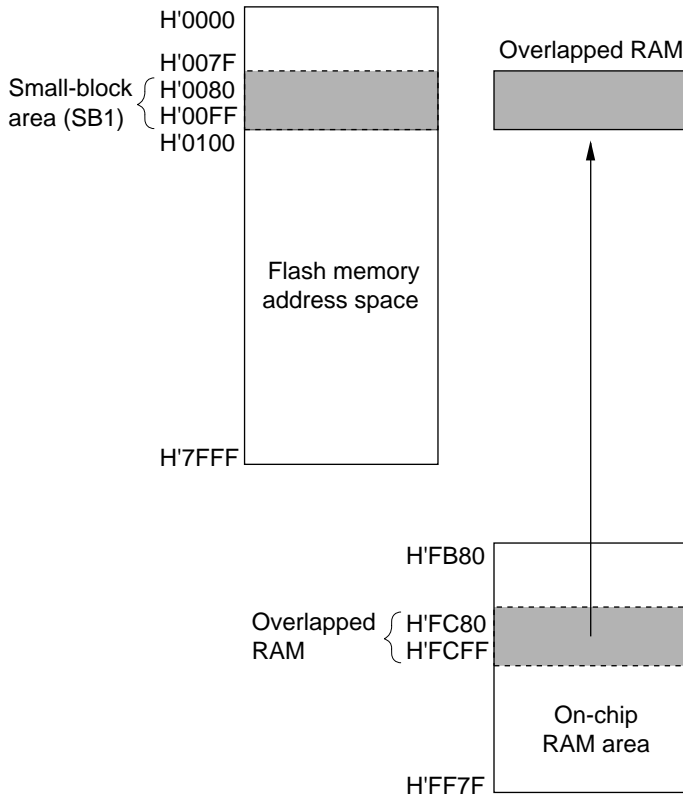 H'0000
H'007F
Small-block
area (SB1)
H'0080
H'00FF
H'0100
Overlapped RAM
Flash memory
address space
H'7FFF
H'FB80
Overlapped
RAM
H'FC80
H'FCFF
On-chip
RAM area
H'FF7F